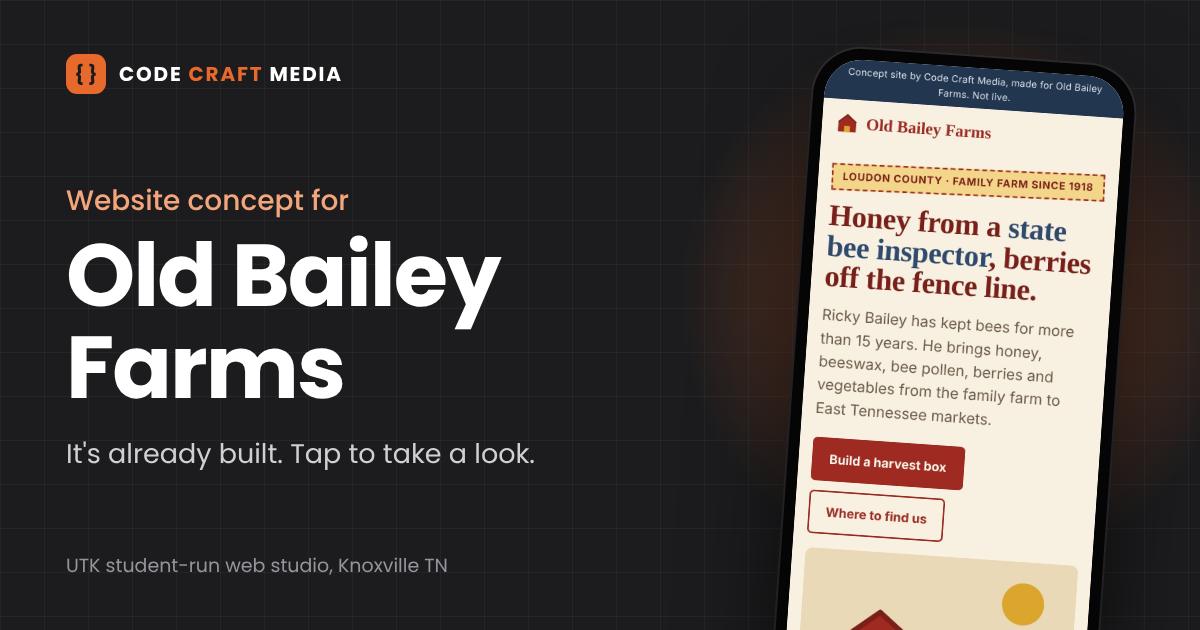 { }
CODE CRAFT MEDIA
Website concept for
Old Bailey
Farms
It's already built. Tap to take a look.
UTK student-run web studio, Knoxville TN
Concept site by Code Craft Media, made for Old Bailey
Farms. Not live.
Old Bailey Farms
LOUDON COUNTY · FAMILY FARM SINCE 1918
Honey from a state
bee inspector, berries
off the fence line.
Ricky Bailey has kept bees for more
than 15 years. He brings honey,
beeswax, bee pollen, berries and
vegetables from the family farm to
East Tennessee markets.
Build a harvest box
Where to find us